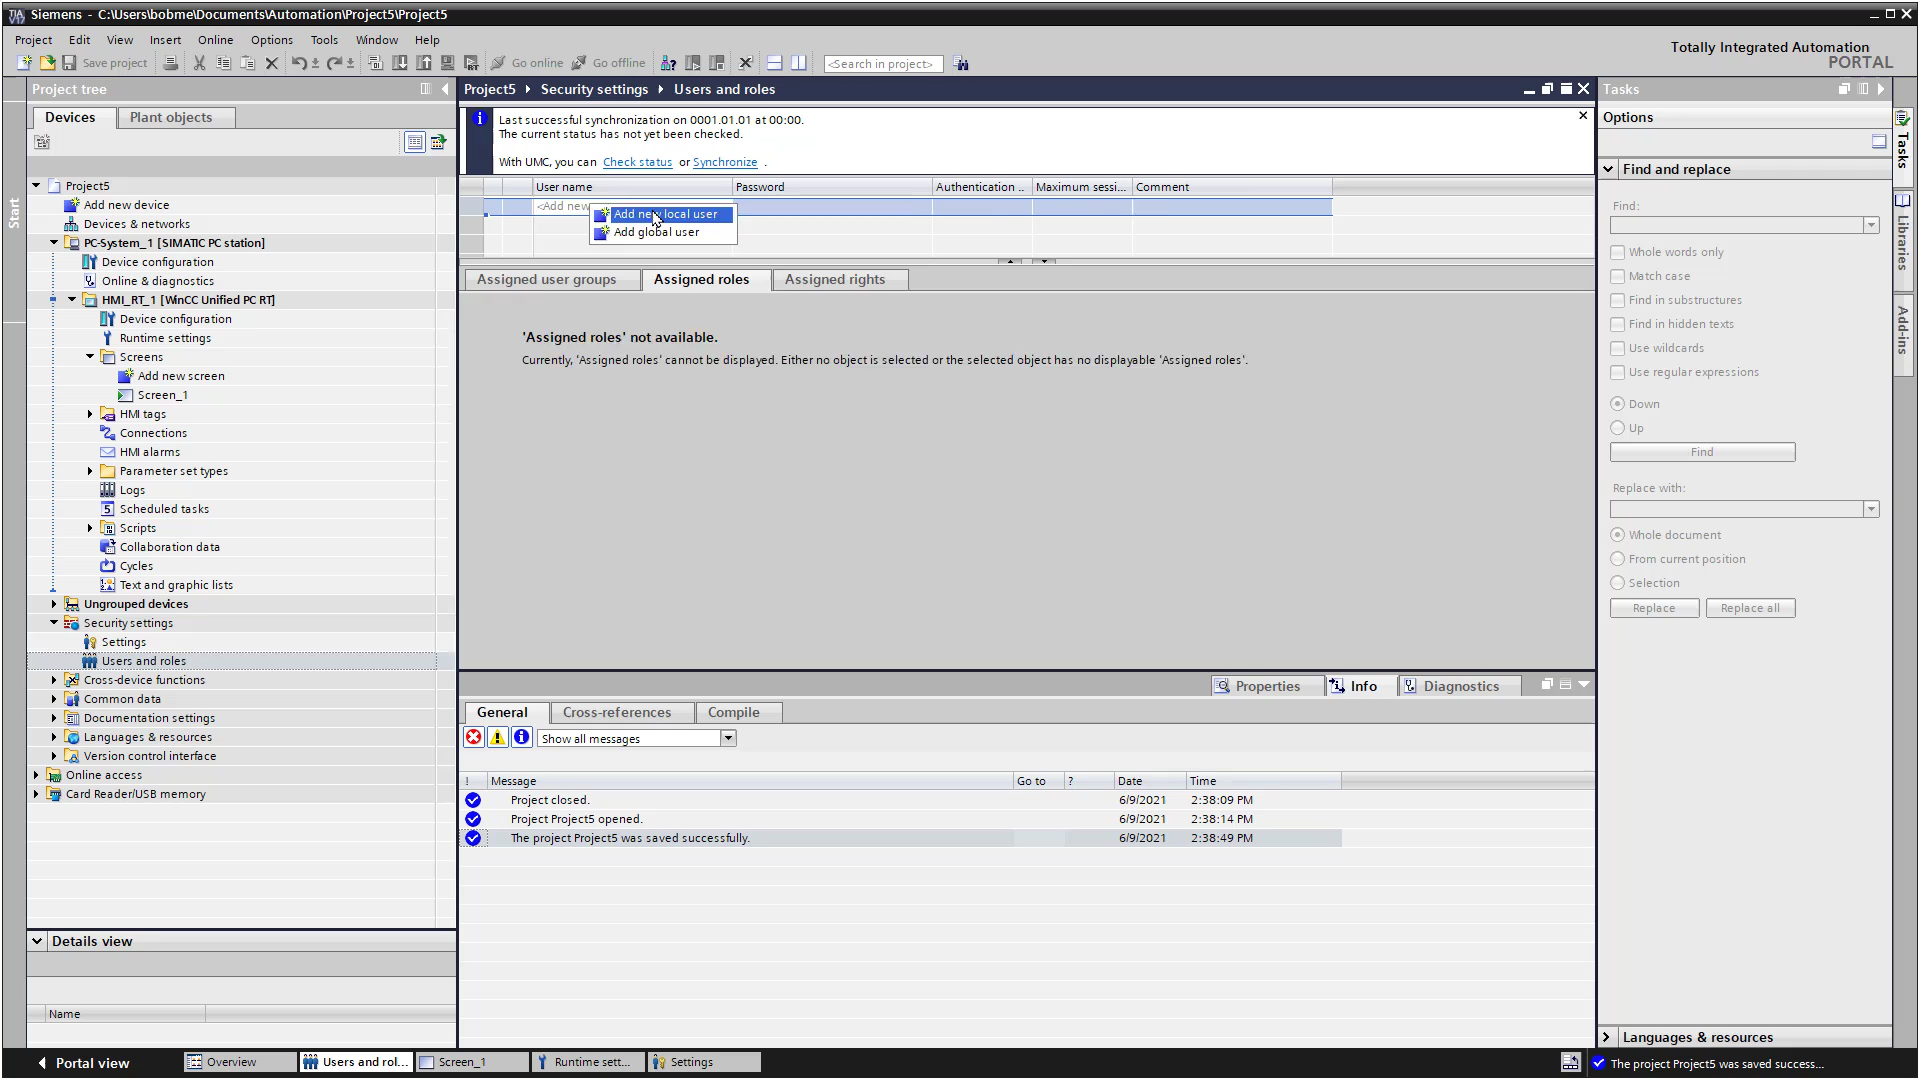 Siemens - C:\Users\bobme\Documents\Automation\Project5\Project5
Project Edit View Insert Online Options Tools Window Help
Totally Integrated Automation
PORTAL
Save project
Go online
Go offline
<Search in project>
Project tree
Devices
Plant objects
Start
Project5
Add new device
Devices & networks
PC-System_1 [SIMATIC PC station]
Device configuration
Online & diagnostics
HMI_RT_1 [WinCC Unified PC RT]
Device configuration
Runtime settings
Screens
Add new screen
Screen_1
HMI tags
Connections
HMI alarms
Parameter set types
Logs
Scheduled tasks
Scripts
Collaboration data
Cycles
Text and graphic lists
Ungrouped devices
Security settings
Settings
Users and roles
Cross-device functions
Common data
Documentation settings
Languages & resources
Version control interface
Online access
Card Reader/USB memory
Details view
Name
Project5 Security settings Users and roles
Last successful synchronization on 0001.01.01 at 00:00.
The current status has not yet been checked.
With UMC, you can Check status or Synchronize .
User name Password Authentication .. Maximum sessi... Comment
<Add new
Add new local user
Add global user
Assigned user groups
Assigned roles
Assigned rights
'Assigned roles' not available.
Currently, 'Assigned roles' cannot be displayed. Either no object is selected or the selected object has no displayable 'Assigned roles'.
Properties
Info
Diagnostics
General
Cross-references
Compile
Show all messages
! Message Go to ? Date Time
Project closed. 6/9/2021 2:38:09 PM
Project Project5 opened. 6/9/2021 2:38:14 PM
The project Project5 was saved successfully. 6/9/2021 2:38:49 PM
Tasks
Options
Find and replace
Find:
Whole words only
Match case
Find in substructures
Find in hidden texts
Use wildcards
Use regular expressions
Down
Up
Find
Replace with:
Whole document
From current position
Selection
Replace
Replace all
Languages & resources
Tasks
Libraries
Add-ins
Portal view
Overview
Users and rol...
Screen_1
Runtime sett...
Settings
The project Project5 was saved success...